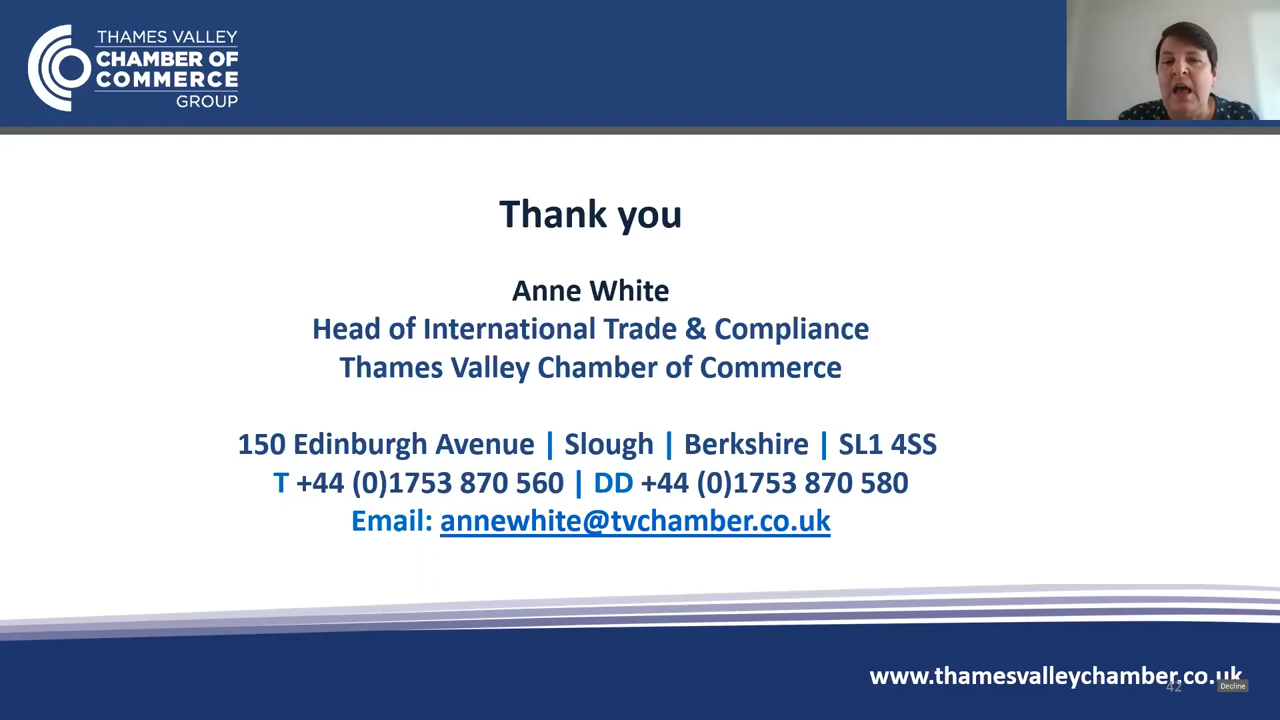 THAMES VALLEY
CHAMBER OF
COMMERCE
GROUP
Thank you
Anne White
Head of International Trade & Compliance
Thames Valley Chamber of Commerce
150 Edinburgh Avenue | Slough | Berkshire | SL1 4SS
T +44 (0)1753 870 560 | DD +44 (0)1753 870 580
Email: annewhite@tvchamber.co.uk
www.thamesvalleychamber.co.uk
42
Decline